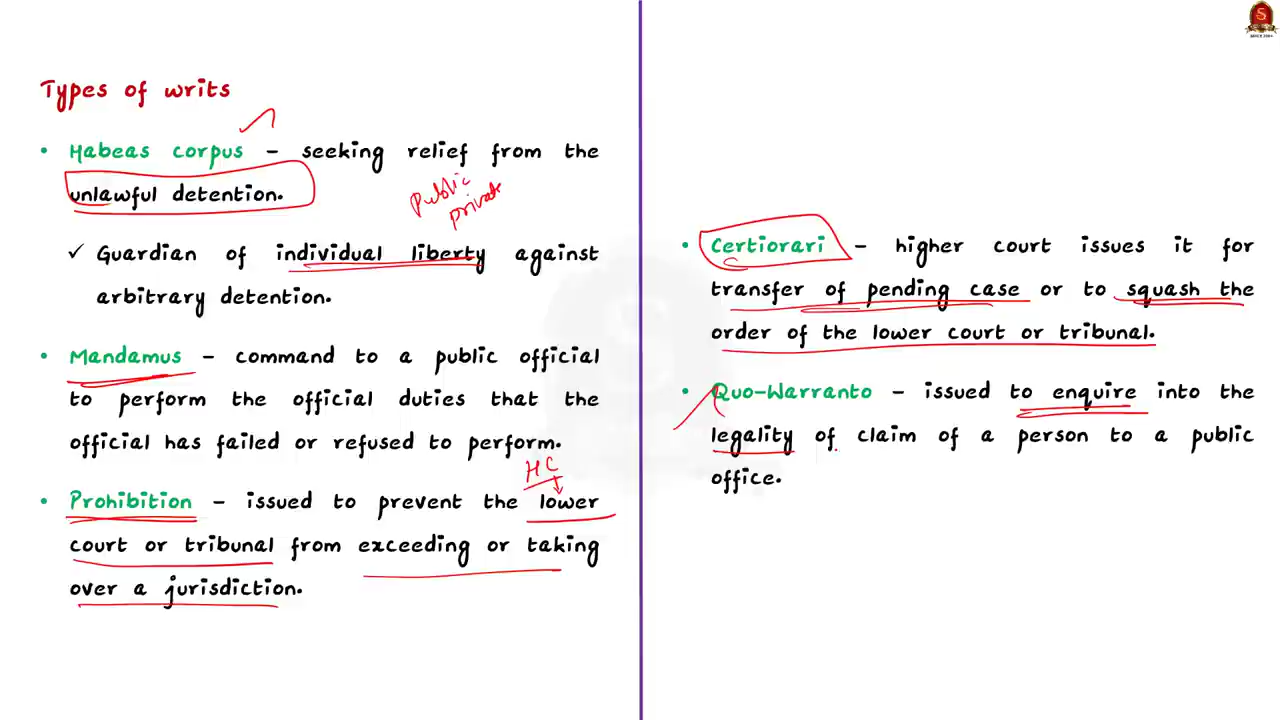 Types of writs
• Habeas corpus – seeking relief from the
unlawful detention.
Public
private
✓ Guardian of individual liberty against
arbitrary detention.
• Mandamus – command to a public official
to perform the official duties that the
official has failed or refused to perform.
HC
• Prohibition – issued to prevent the lower
court or tribunal from exceeding or taking
over a jurisdiction.
• Certiorari – higher court issues it for
transfer of pending case or to squash the
order of the lower court or tribunal.
• Quo-Warranto – issued to enquire into the
legality of claim of a person to a public
office.